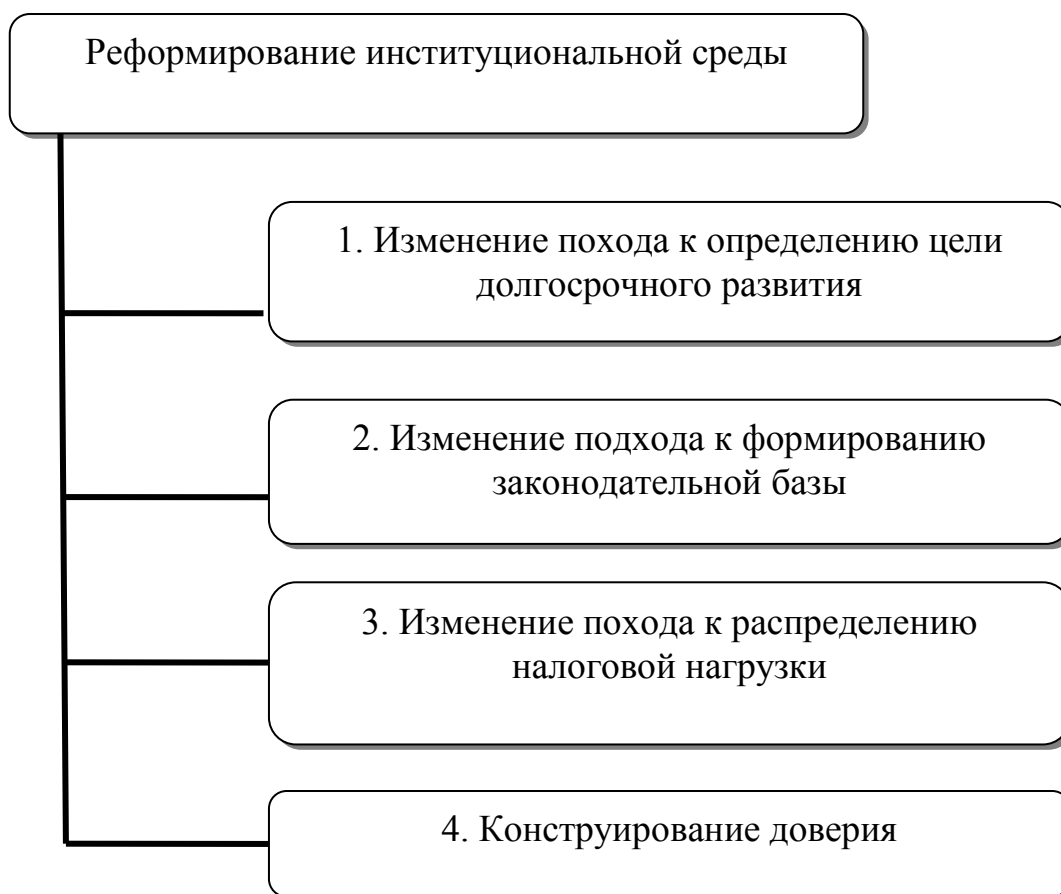 Реформирование институциональной среды
1. Изменение похода к определению цели
долгосрочного развития
2. Изменение подхода к формированию
законодательной базы
3. Изменение похода к распределению
налоговой нагрузки
4. Конструирование доверия